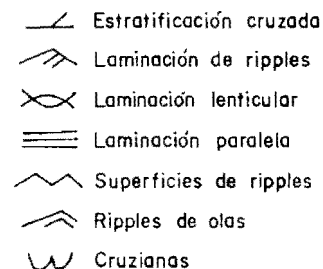 Estratificación cruzada
Laminación de ripples
Laminación lenticular
Laminación paralela
Superficies de ripples
Ripples de olas
Cruzianas